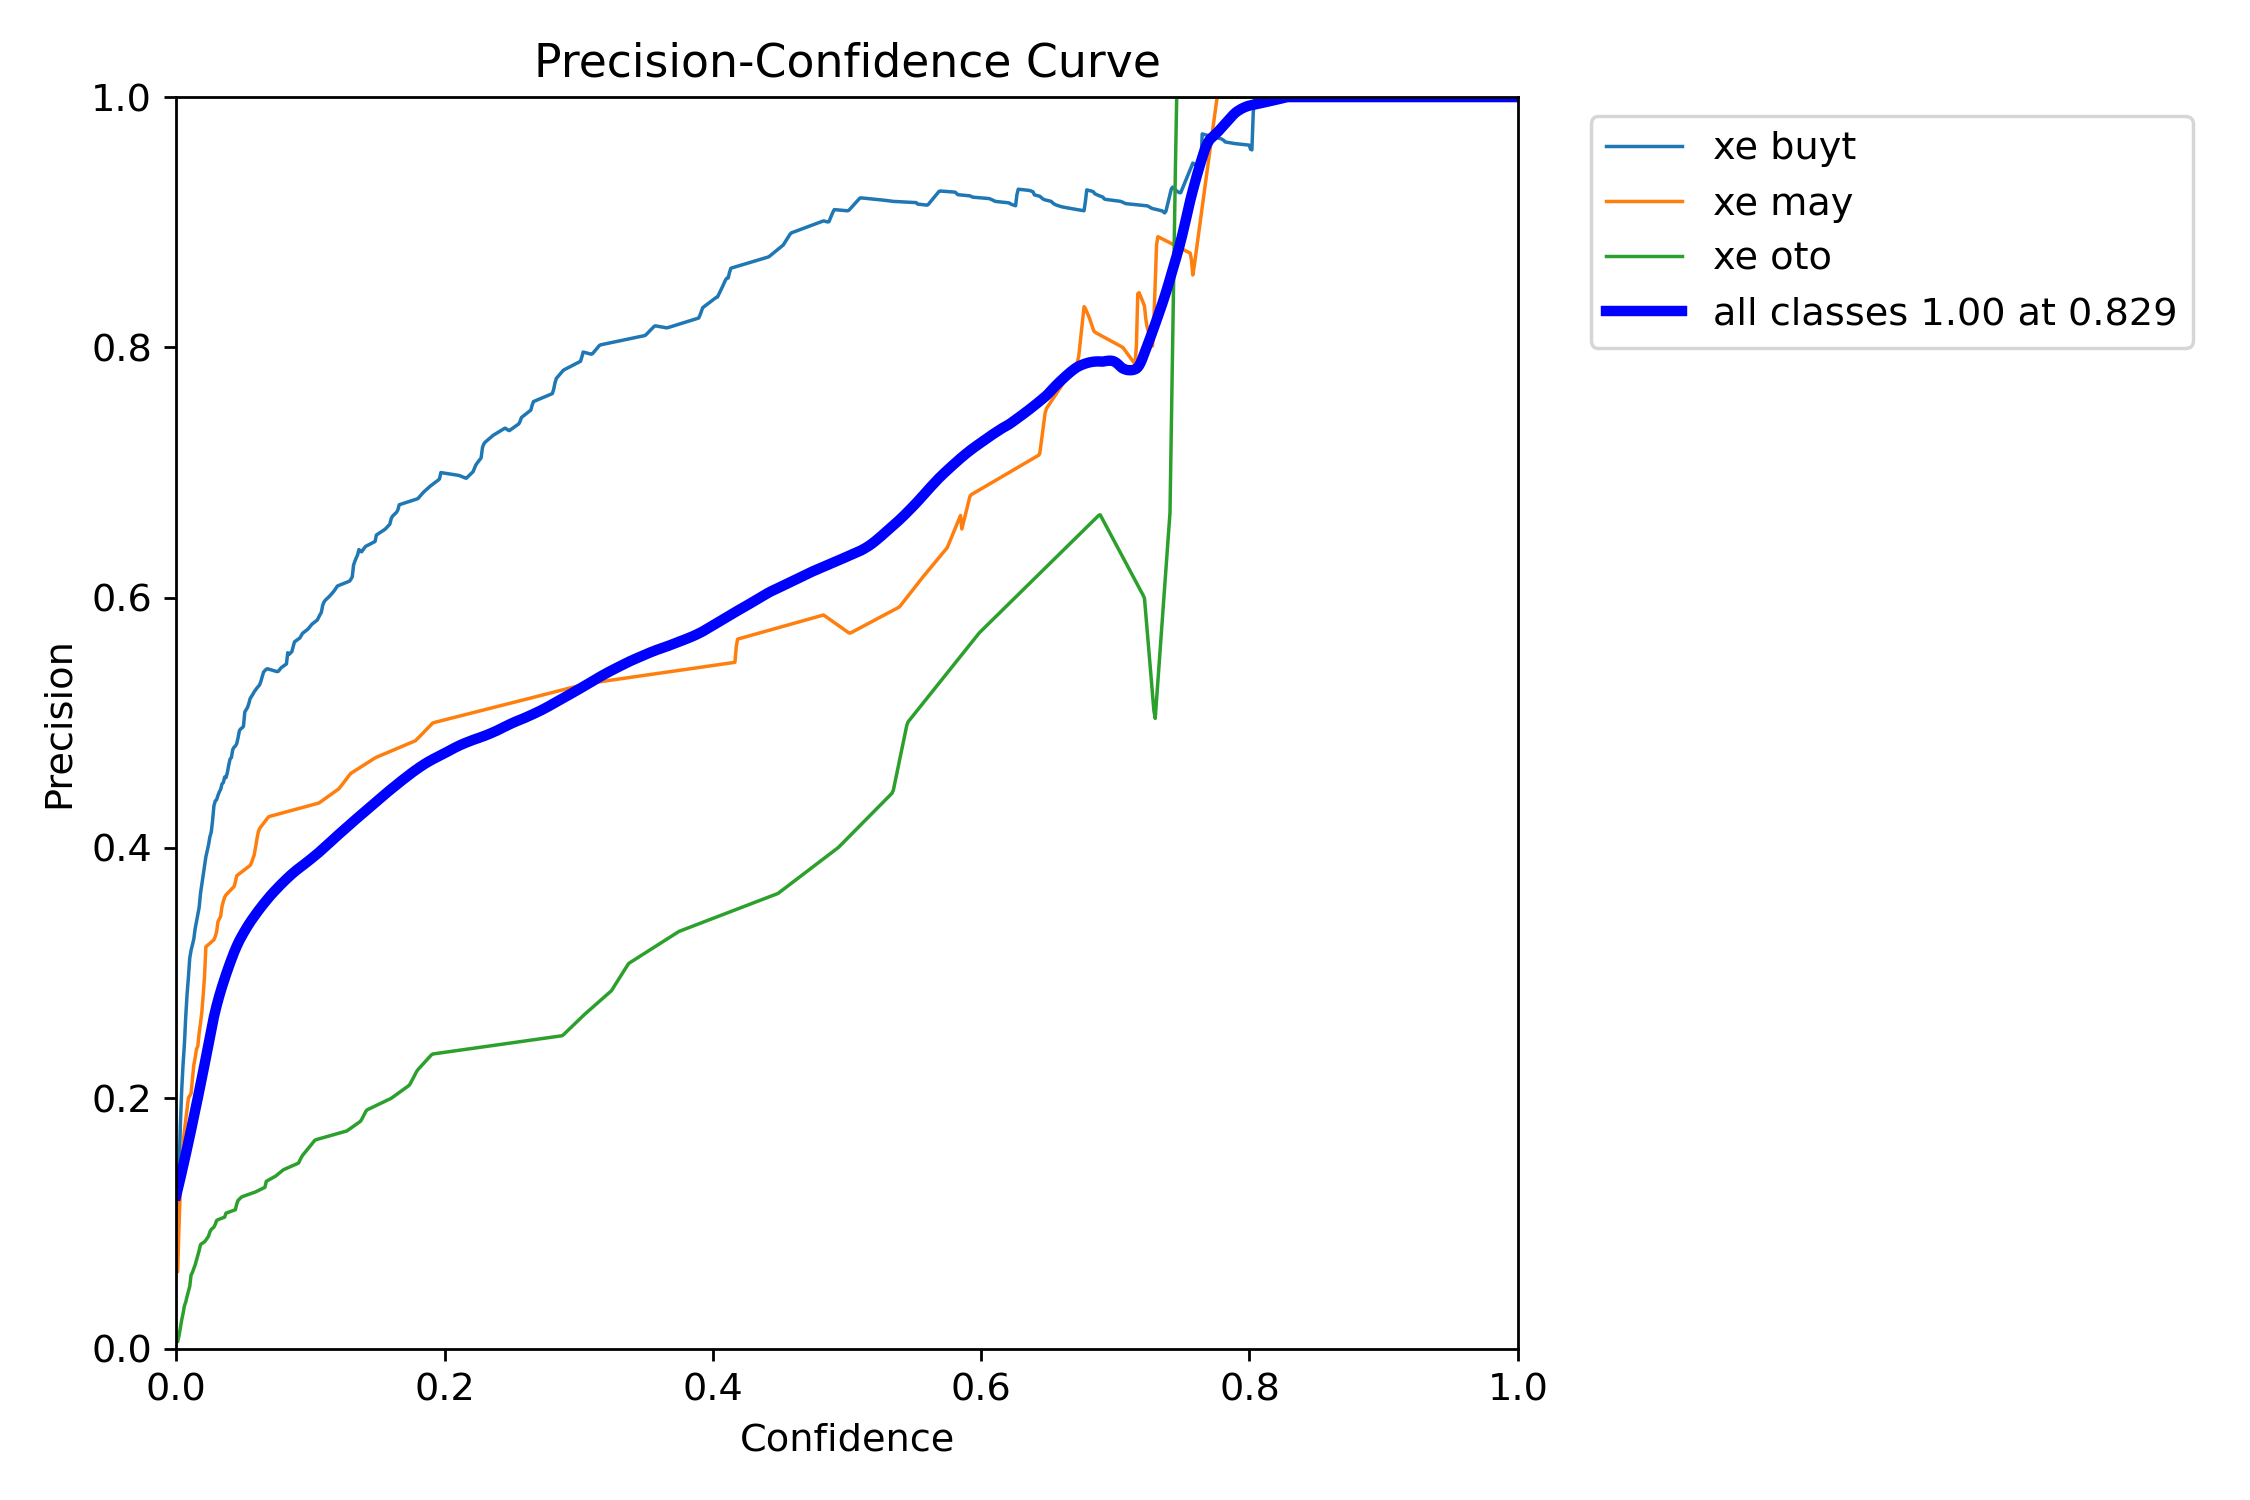 Precision-Confidence Curve
1.0
0.8
0.6
0.4
0.2
0.0
Precision
0.0 0.2 0.4 0.6 0.8 1.0
Confidence
xe buyt
xe may
xe oto
all classes 1.00 at 0.829